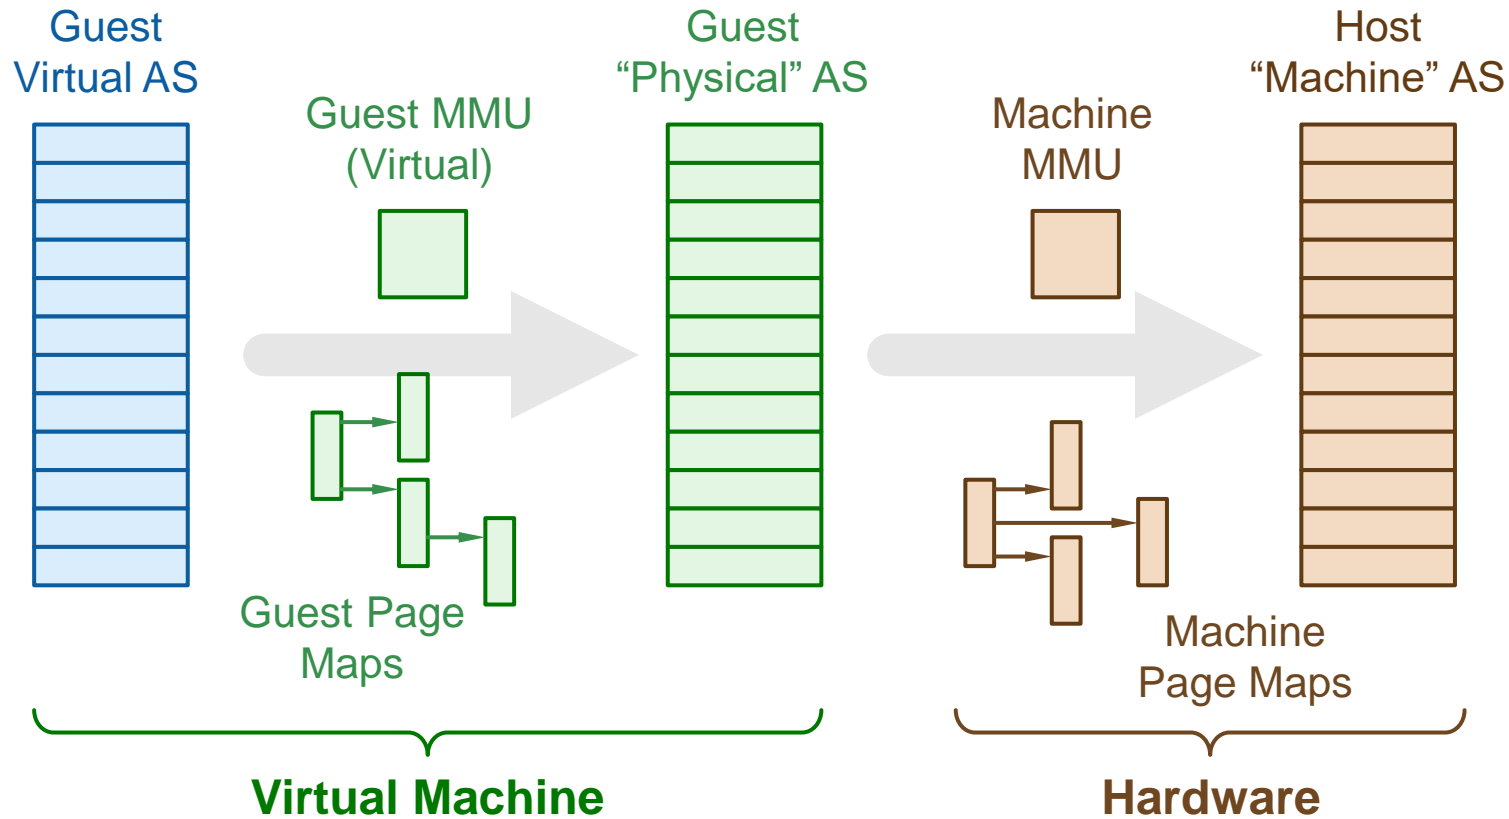 Guest
Virtual AS
Guest MMU
(Virtual)
Guest
“Physical” AS
Machine
MMU
Host
“Machine” AS
Guest Page
Maps
Machine
Page Maps
Virtual Machine
Hardware